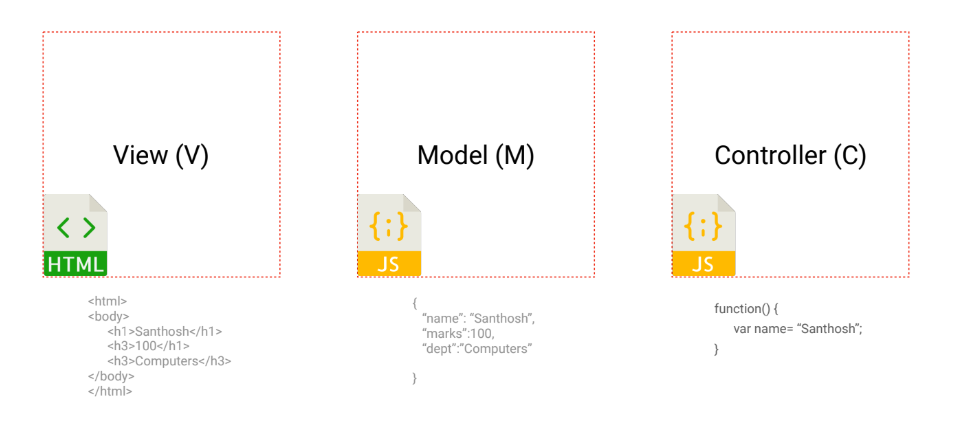 View (V)
HTML
<html>
<body>
<h1>Santhosh</h1>
<h3>100</h1>
<h3>Computers</h3>
</body>
</html>
Model (M)
{;}
JS
{
“name”: “Santhosh”,
“marks”:100,
“dept”:”Computers”
}
Controller (C)
{;}
JS
function() {
var name= “Santhosh”;
}